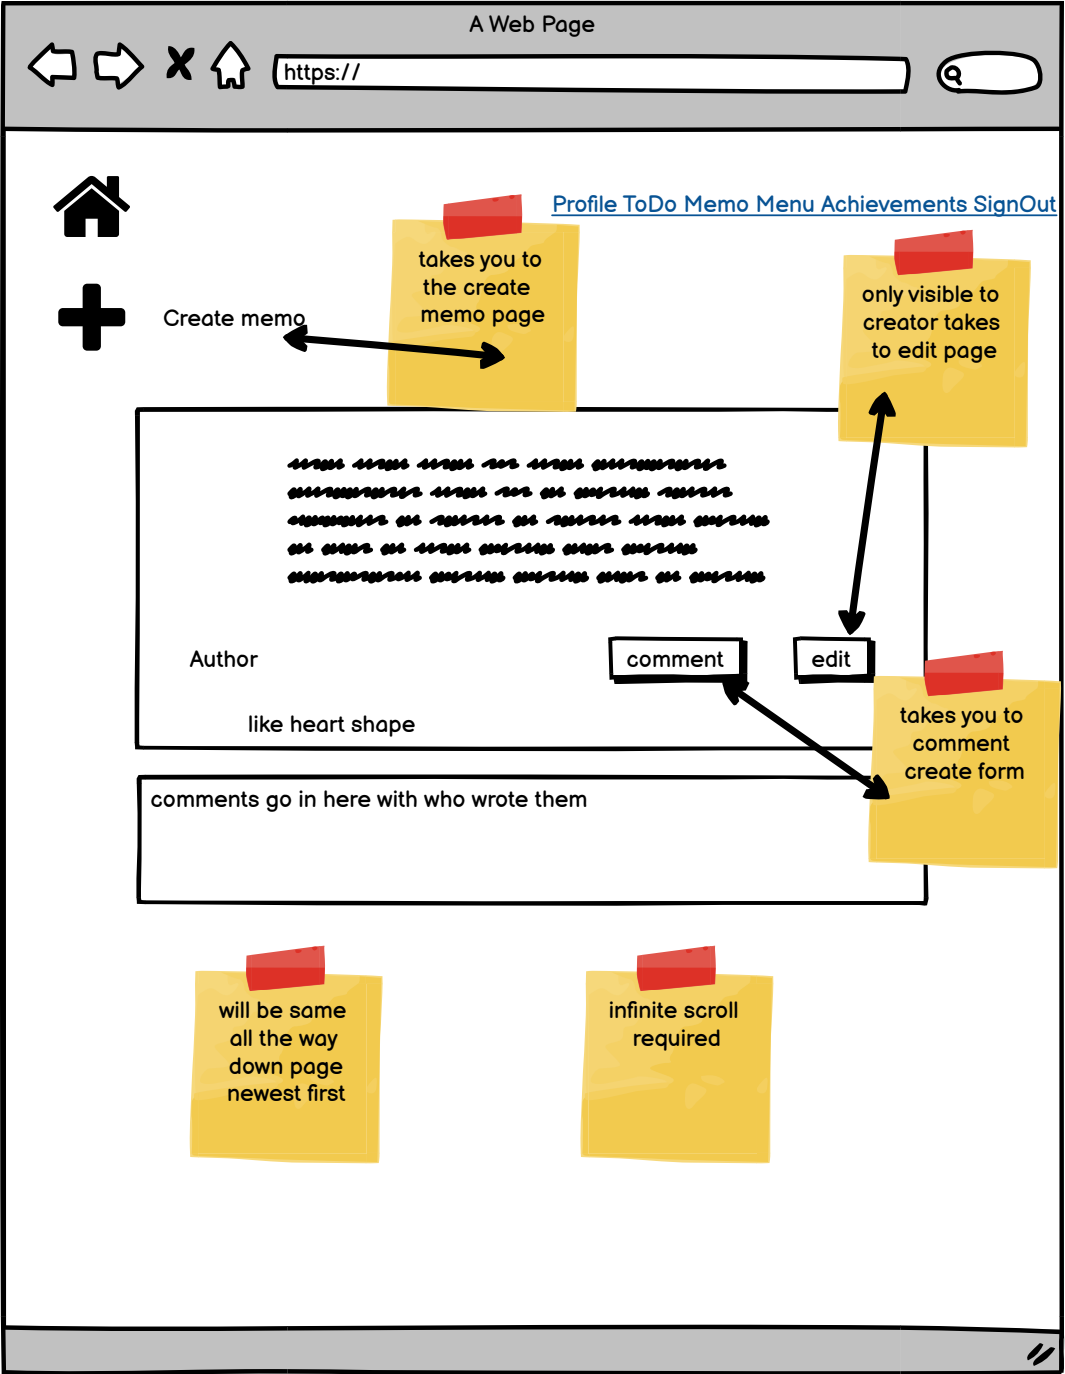 A Web Page
https://
Profile ToDo Memo Menu Achievements SignOut
takes you to
the create
memo page
only visible to
creator takes
to edit page
Create memo
Author
comment
edit
like heart shape
takes you to
comment
create form
comments go in here with who wrote them
will be same
all the way
down page
newest first
infinite scroll
required